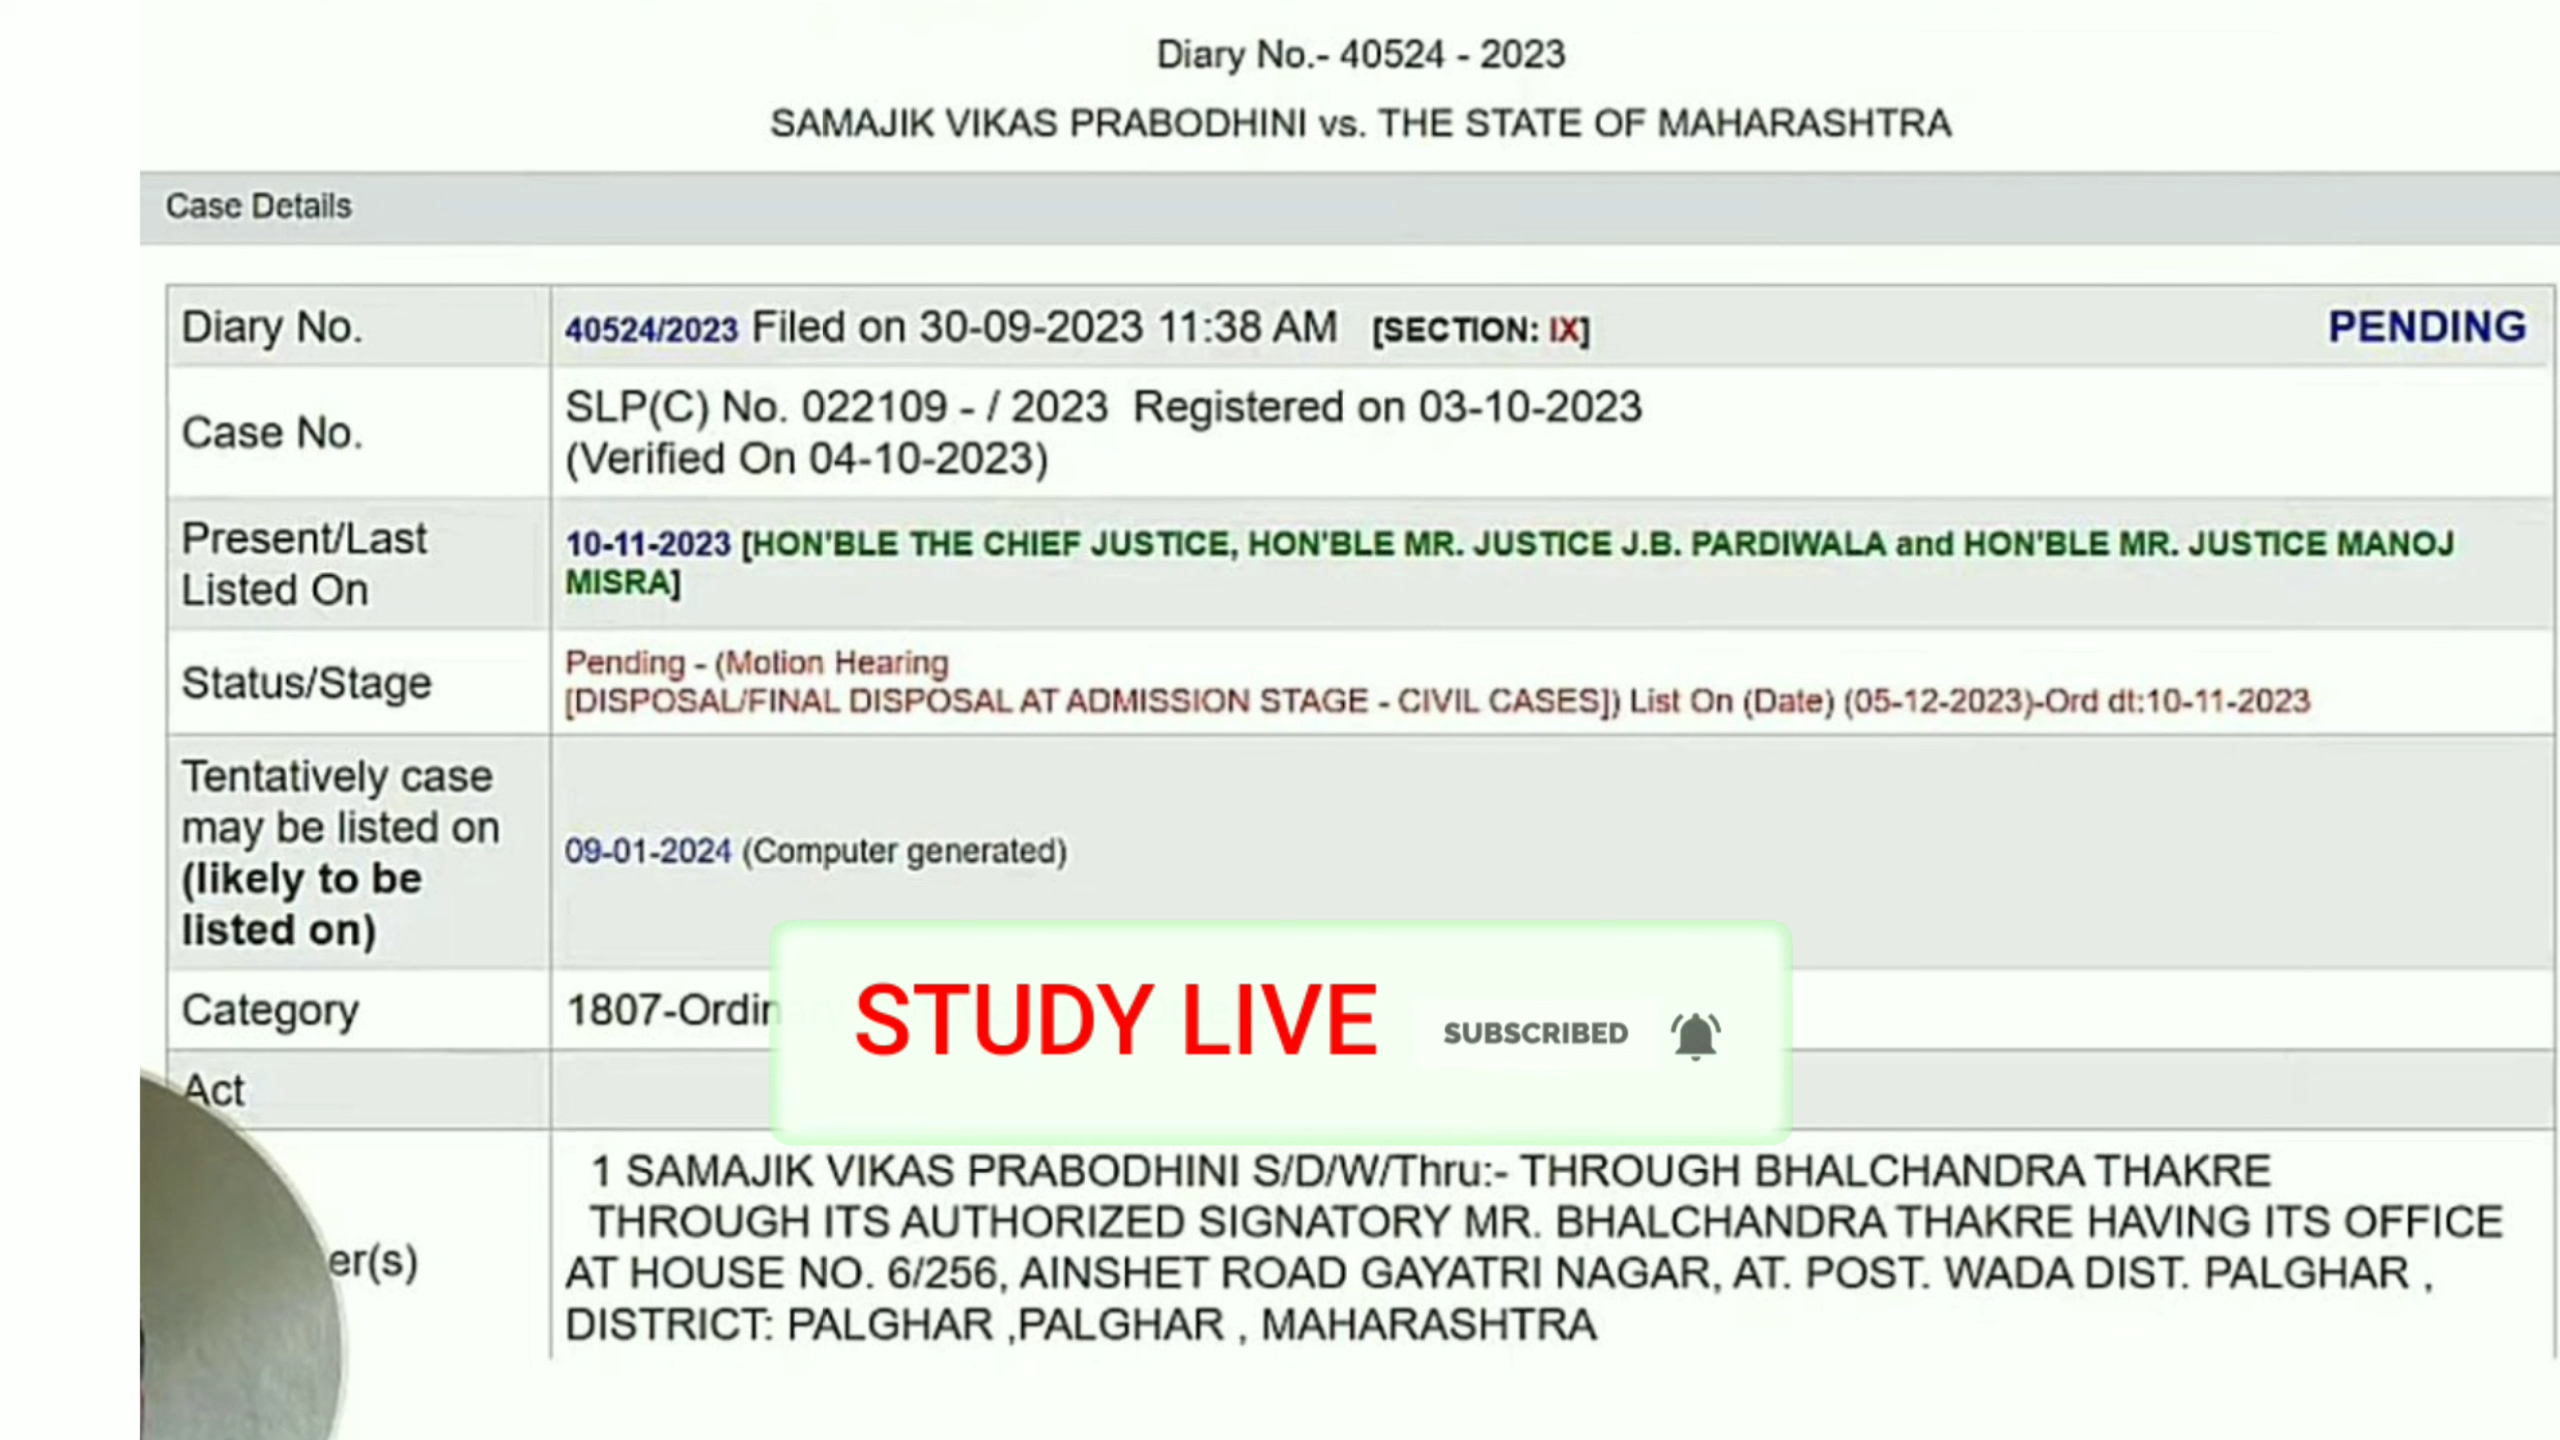 Diary No.- 40524 - 2023
SAMAJIK VIKAS PRABODHINI vs. THE STATE OF MAHARASHTRA
Case Details
Diary No.
40524/2023 Filed on 30-09-2023 11:38 AM [SECTION: IX]
PENDING
Case No.
SLP(C) No. 022109 - / 2023 Registered on 03-10-2023
(Verified On 04-10-2023)
Present/Last
Listed On
10-11-2023 [HON'BLE THE CHIEF JUSTICE, HON'BLE MR. JUSTICE J.B. PARDIWALA and HON'BLE MR. JUSTICE MANOJ
MISRA]
Status/Stage
Pending - (Motion Hearing
[DISPOSAL/FINAL DISPOSAL AT ADMISSION STAGE - CIVIL CASES]) List On (Date) (05-12-2023)-Ord dt:10-11-2023
Tentatively case
may be listed on
(likely to be
listed on)
09-01-2024 (Computer generated)
Category
1807-Ordin
STUDY LIVE
SUBSCRIBED
Act
er(s)
1 SAMAJIK VIKAS PRABODHINI S/D/W/Thru:- THROUGH BHALCHANDRA THAKRE
THROUGH ITS AUTHORIZED SIGNATORY MR. BHALCHANDRA THAKRE HAVING ITS OFFICE
AT HOUSE NO. 6/256, AINSHET ROAD GAYATRI NAGAR, AT. POST. WADA DIST. PALGHAR ,
DISTRICT: PALGHAR ,PALGHAR , MAHARASHTRA